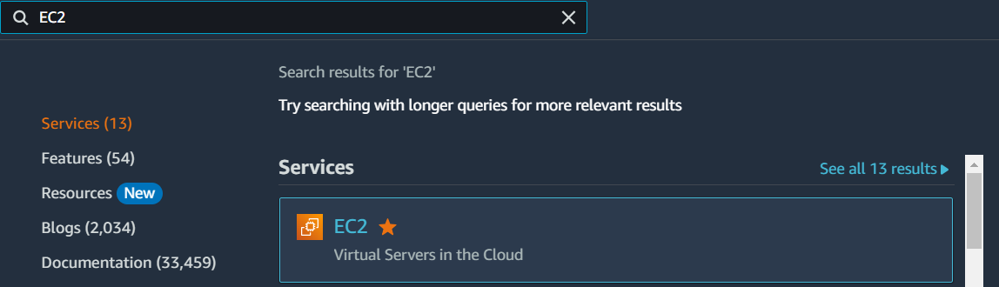 EC2
Search results for 'EC2'
Try searching with longer queries for more relevant results
Services (13)
Features (54)
Resources New
Blogs (2,034)
Documentation (33,459)
Services
See all 13 results
EC2
Virtual Servers in the Cloud